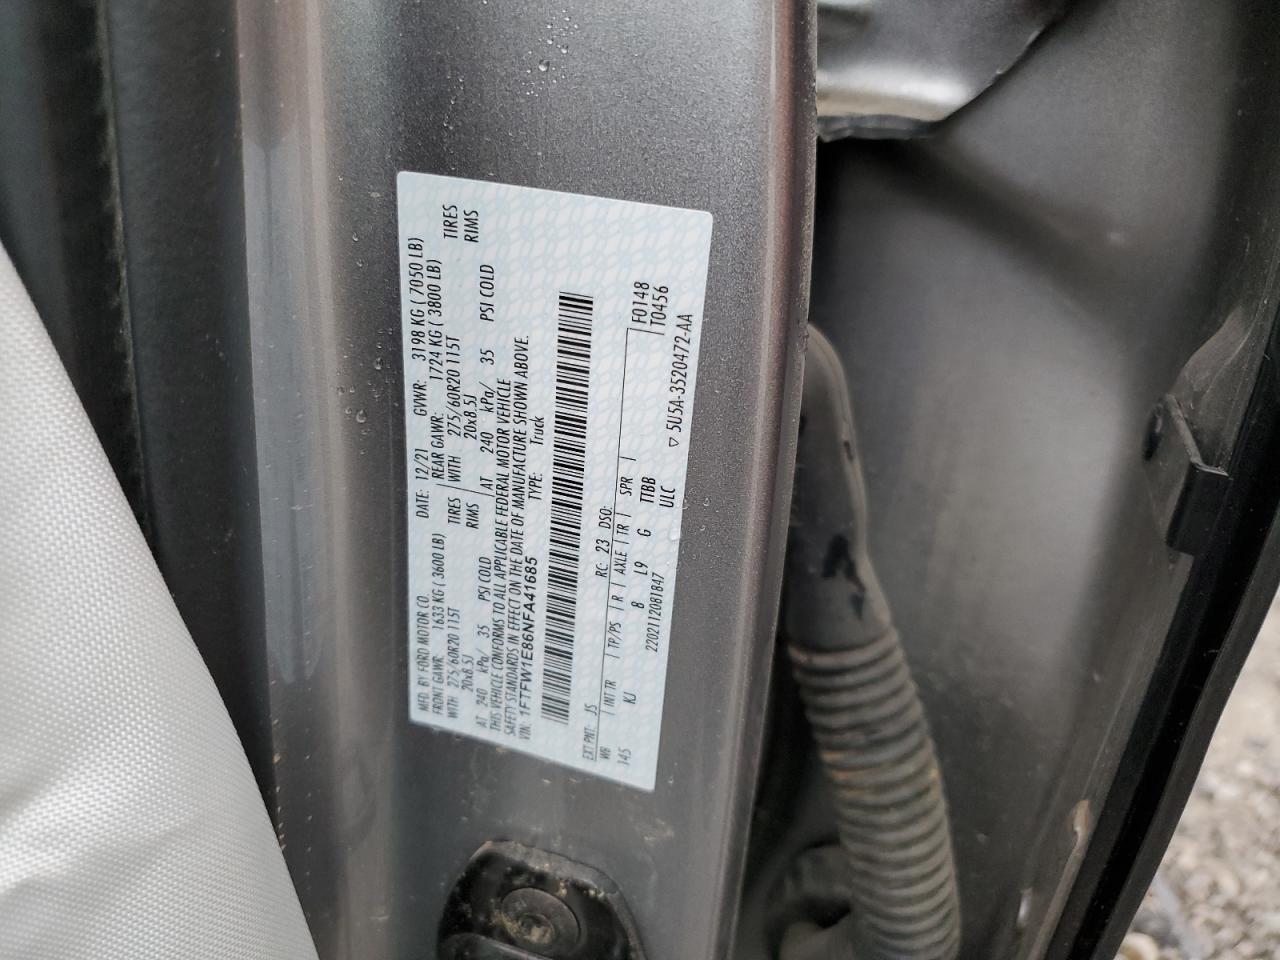 MFD. BY FORD MOTOR CO. DATE: 12/21 GVWR: 3198 KG ( 7050 LB)
FRONT GAWR: 1633 KG ( 3600 LB) REAR GAWR: 1724 KG ( 3800 LB)
WITH 275/60R20 115T TIRES WITH 275/60R20 115T TIRES
20x8.5J RIMS 20x8.5J RIMS
AT 240 kPa/ 35 PSI COLD AT 240 kPa/ 35 PSI COLD
THIS VEHICLE CONFORMS TO ALL APPLICABLE FEDERAL MOTOR VEHICLE
SAFETY STANDARDS IN EFFECT ON THE DATE OF MANUFACTURE SHOWN ABOVE.
VIN: 1FTFW1E86NFA41685 TYPE: Truck
EXT PNT: JS RC: 23 DSO: F0148
WB INT TR TP/PS R AXLE TR SPR T0456
145 KJ 8 L9 G TTBB
2202112081847 ULC ▽ 5U5A-3520472-AA